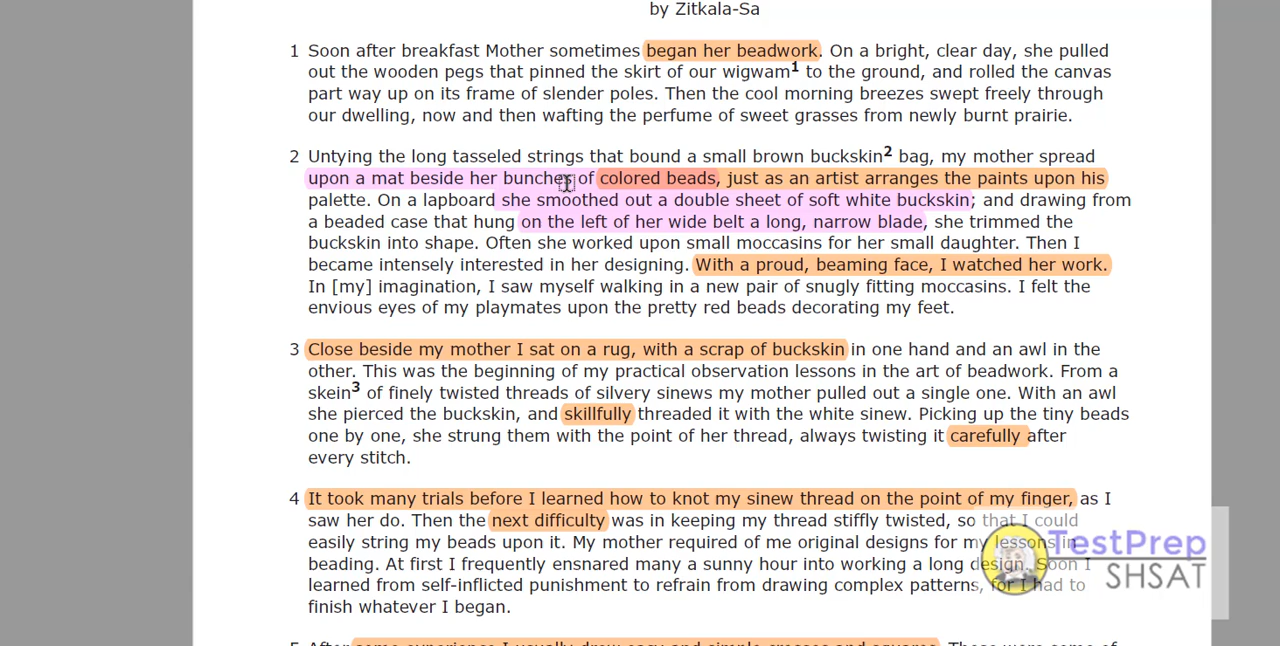 by Zitkala-Sa
1 Soon after breakfast Mother sometimes began her beadwork. On a bright, clear day, she pulled
out the wooden pegs that pinned the skirt of our wigwam1 to the ground, and rolled the canvas
part way up on its frame of slender poles. Then the cool morning breezes swept freely through
our dwelling, now and then wafting the perfume of sweet grasses from newly burnt prairie.
2 Untying the long tasseled strings that bound a small brown buckskin2 bag, my mother spread
upon a mat beside her bunches of colored beads, just as an artist arranges the paints upon his
palette. On a lapboard she smoothed out a double sheet of soft white buckskin; and drawing from
a beaded case that hung on the left of her wide belt a long, narrow blade, she trimmed the
buckskin into shape. Often she worked upon small moccasins for her small daughter. Then I
became intensely interested in her designing. With a proud, beaming face, I watched her work.
In [my] imagination, I saw myself walking in a new pair of snugly fitting moccasins. I felt the
envious eyes of my playmates upon the pretty red beads decorating my feet.
3 Close beside my mother I sat on a rug, with a scrap of buckskin in one hand and an awl in the
other. This was the beginning of my practical observation lessons in the art of beadwork. From a
skein3 of finely twisted threads of silvery sinews my mother pulled out a single one. With an awl
she pierced the buckskin, and skillfully threaded it with the white sinew. Picking up the tiny beads
one by one, she strung them with the point of her thread, always twisting it carefully after
every stitch.
4 It took many trials before I learned how to knot my sinew thread on the point of my finger, as I
saw her do. Then the next difficulty was in keeping my thread stiffly twisted, so that I could
easily string my beads upon it. My mother required of me original designs for my lessons in
beading. At first I frequently ensnared many a sunny hour into working a long design. Soon I
learned from self-inflicted punishment to refrain from drawing complex patterns, for I had to
finish whatever I began.
5 After some experience I usually drew easy and simple crosses and squares. These were some of
TestPrep
SHSAT